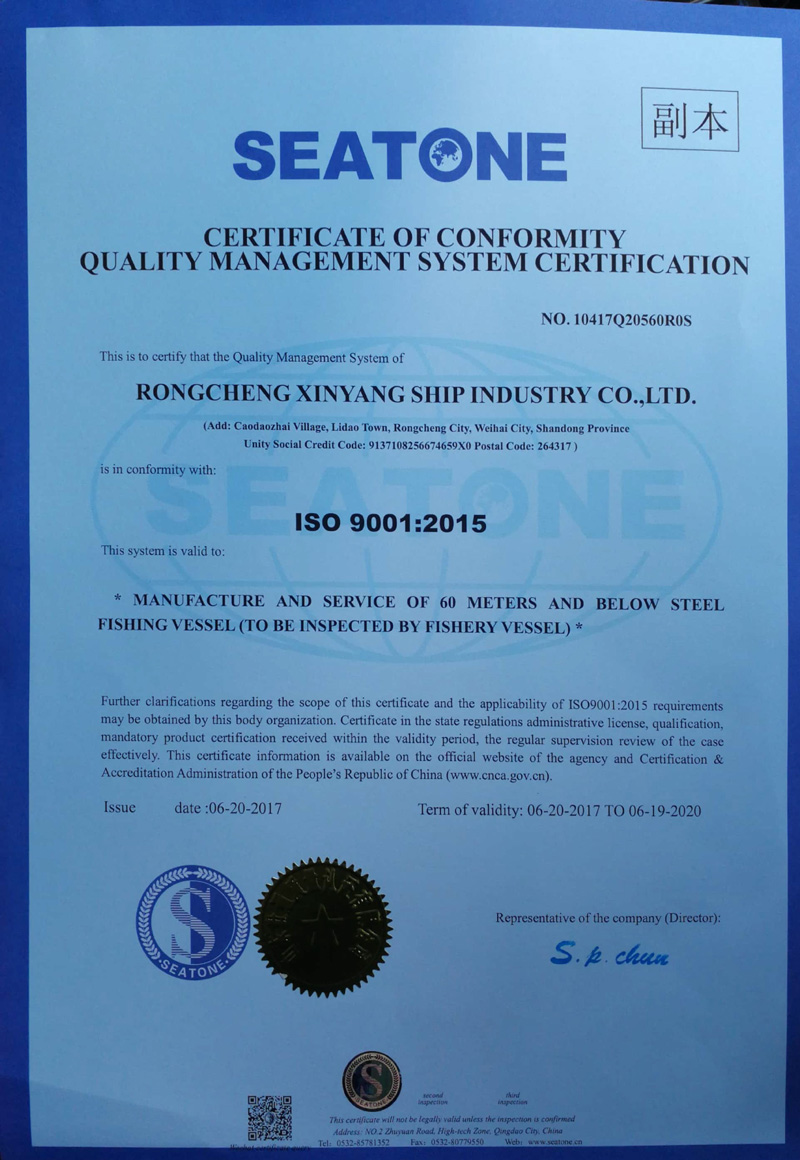 副本
SEATONE
CERTIFICATE OF CONFORMITY
QUALITY MANAGEMENT SYSTEM CERTIFICATION
NO. 10417Q20560R0S
This is to certify that the Quality Management System of
RONGCHENG XINYANG SHIP INDUSTRY CO.,LTD.
(Add: Caodaozhai Village, Lidao Town, Rongcheng City, Weihai City, Shandong Province
Unity Social Credit Code: 9137108256674659X0 Postal Code: 264317 )
is in conformity with:
SEATONE
ISO 9001:2015
This system is valid to:
* MANUFACTURE AND SERVICE OF 60 METERS AND BELOW STEEL
FISHING VESSEL (TO BE INSPECTED BY FISHERY VESSEL) *
Further clarifications regarding the scope of this certificate and the applicability of ISO9001:2015 requirements
may be obtained by this body organization. Certificate in the state regulations administrative license, qualification,
mandatory product certification received within the validity period, the regular supervision review of the case
effectively. This certificate information is available on the official website of the agency and Certification &
Accreditation Administration of the People's Republic of China (www.cnca.gov.cn).
Issue date :06-20-2017 Term of validity: 06-20-2017 TO 06-19-2020
Representative of the company (Director):
S. p. chun
S
SEATONE
S
SEATONE
second inspection
third inspection
This certificate will not be legally valid unless the inspection is confirmed
Address: NO.2 Zhuyuan Road, High-tech Zone, Qingdao City, China
Tel: 0532-85781352 Fax: 0532-80779550 Web: www.seatone.cn